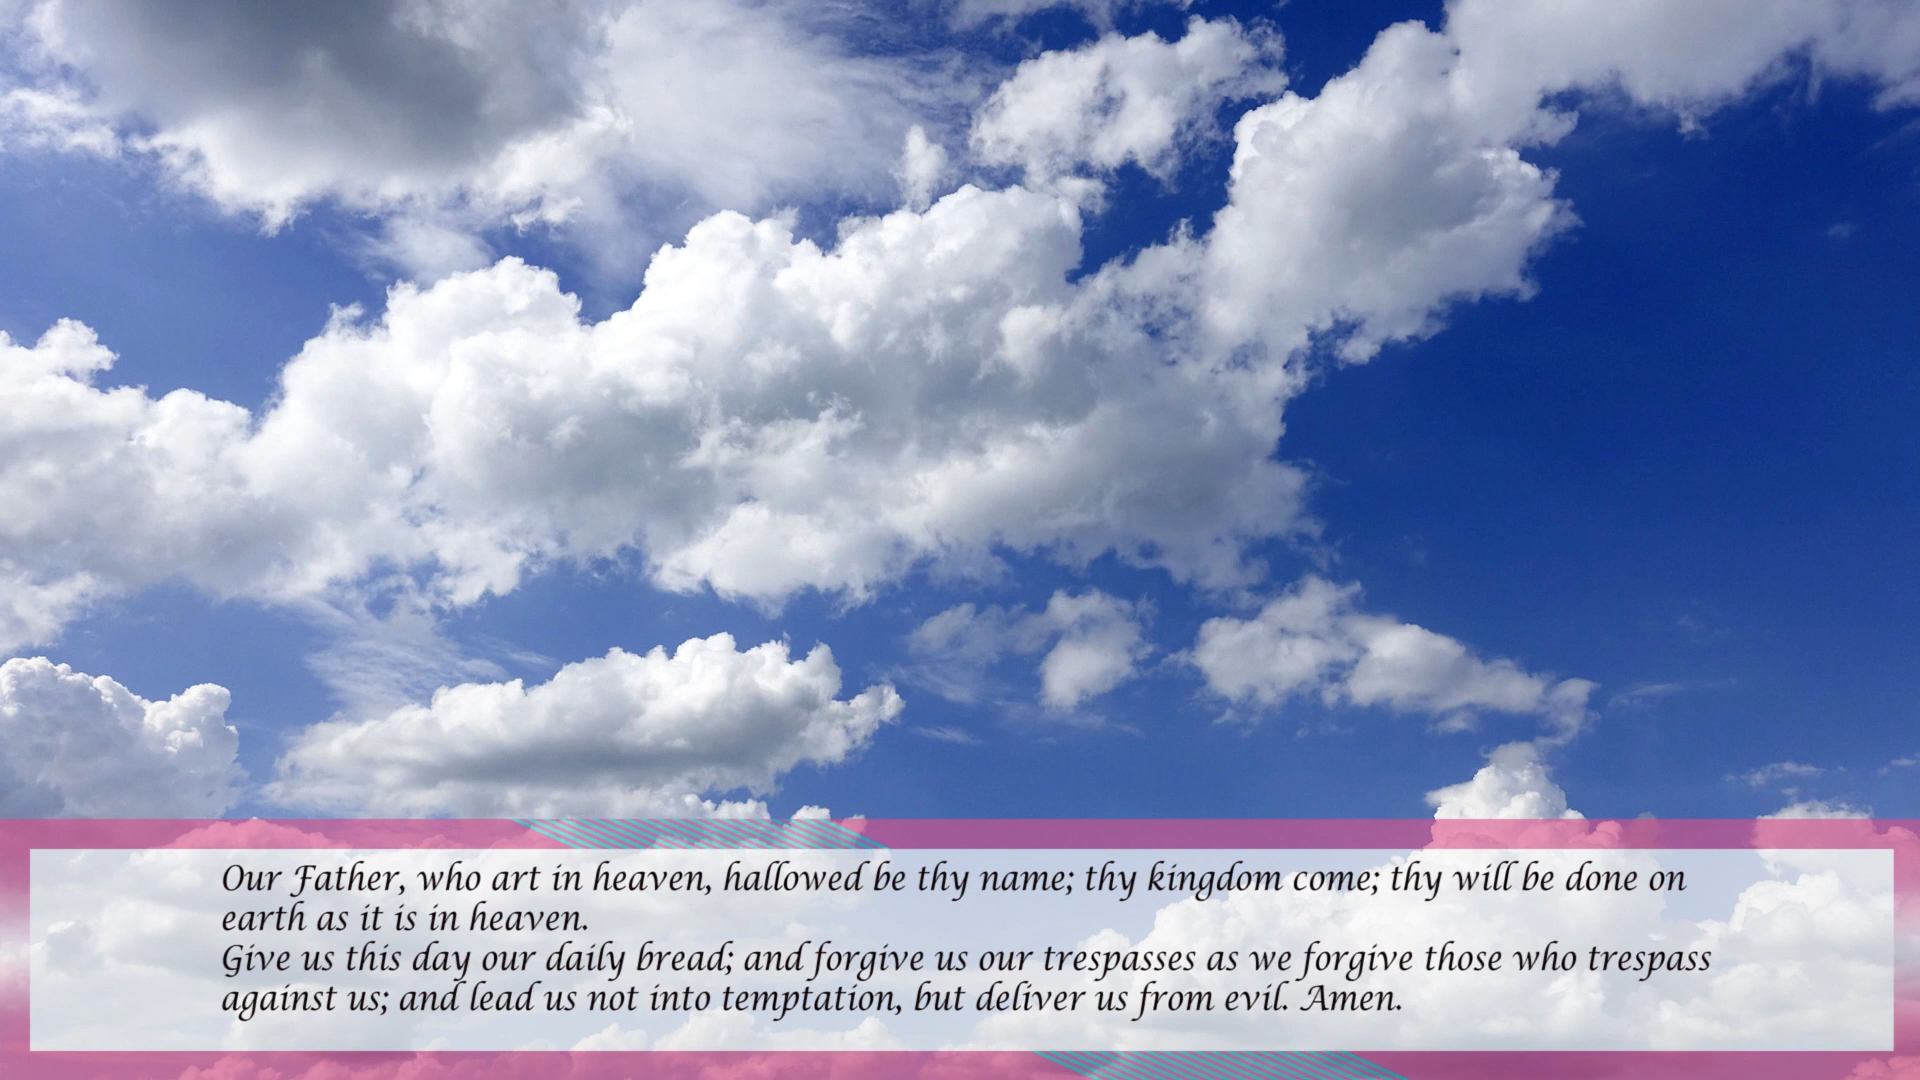 Our Father, who art in heaven, hallowed be thy name; thy kingdom come; thy will be done on
earth as it is in heaven.
Give us this day our daily bread; and forgive us our trespasses as we forgive those who trespass
against us; and lead us not into temptation, but deliver us from evil. Amen.